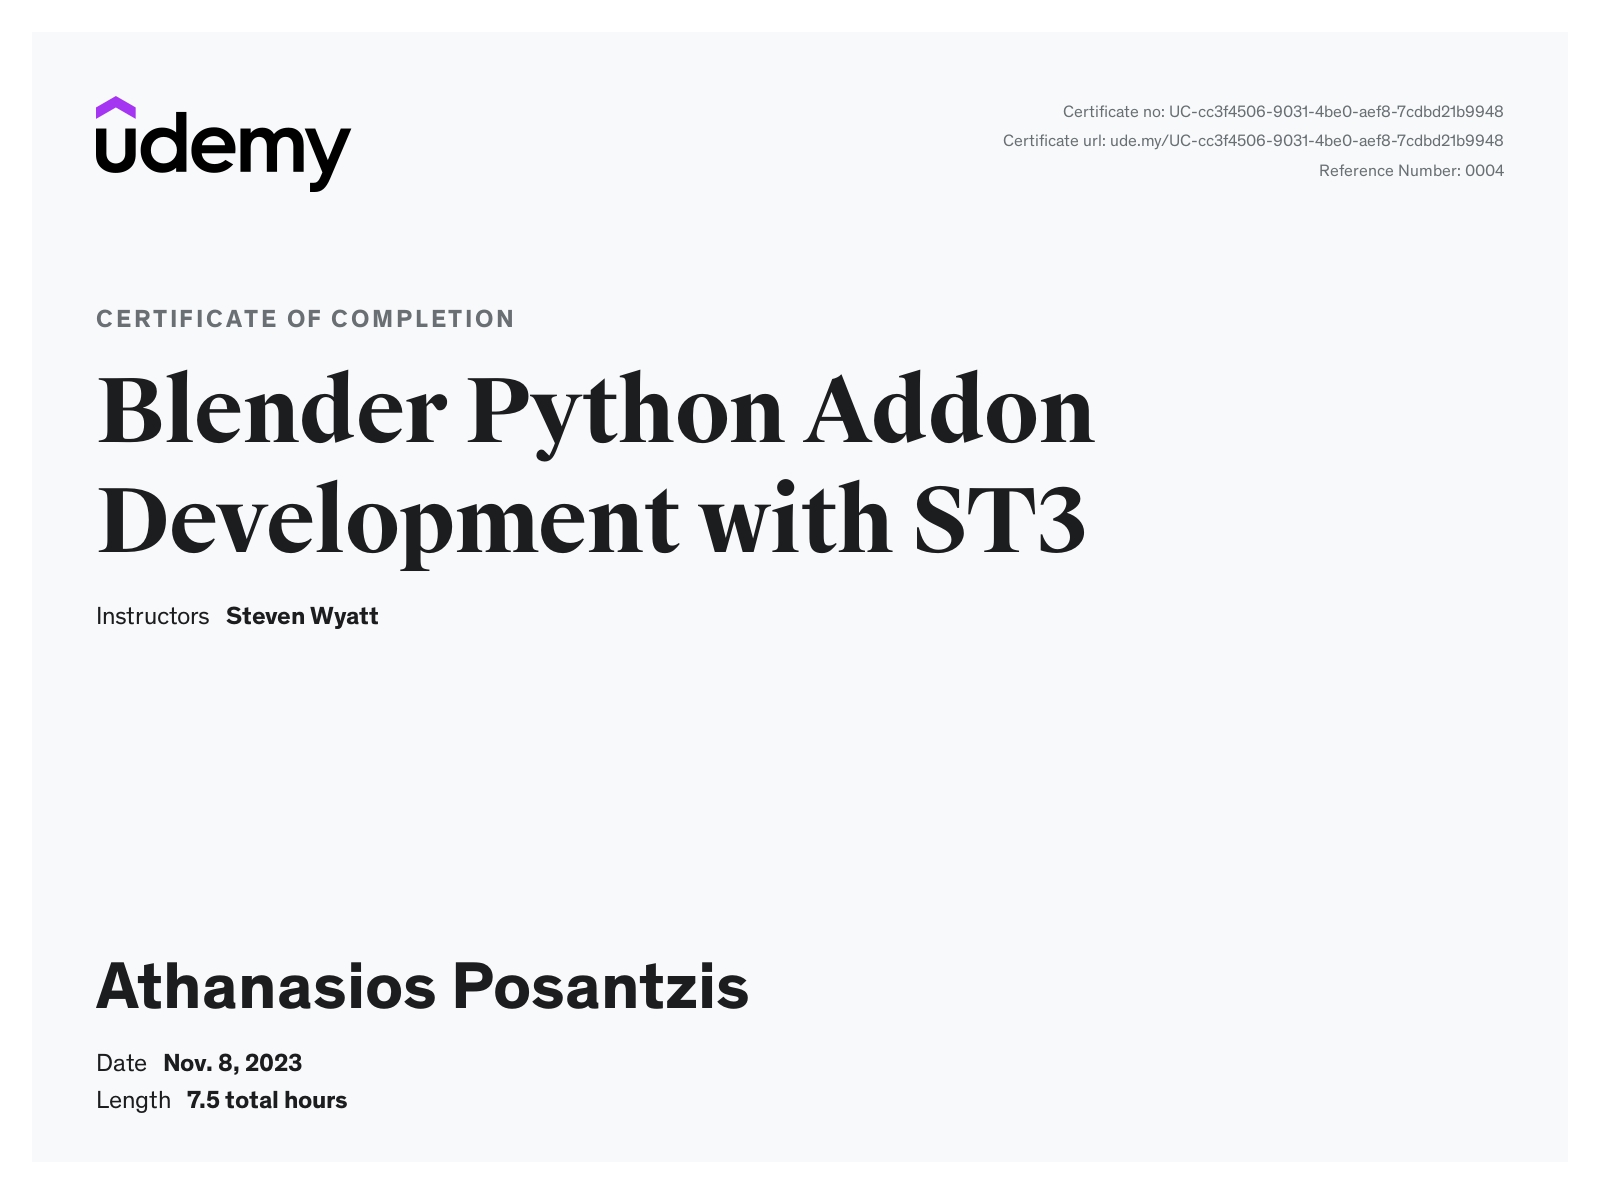 udemy
Certificate no: UC-cc3f4506-9031-4be0-aef8-7cdbd21b9948
Certificate url: ude.my/UC-cc3f4506-9031-4be0-aef8-7cdbd21b9948
Reference Number: 0004
CERTIFICATE OF COMPLETION
Blender Python Addon
Development with ST3
Instructors Steven Wyatt
Athanasios Posantzis
Date Nov. 8, 2023
Length 7.5 total hours